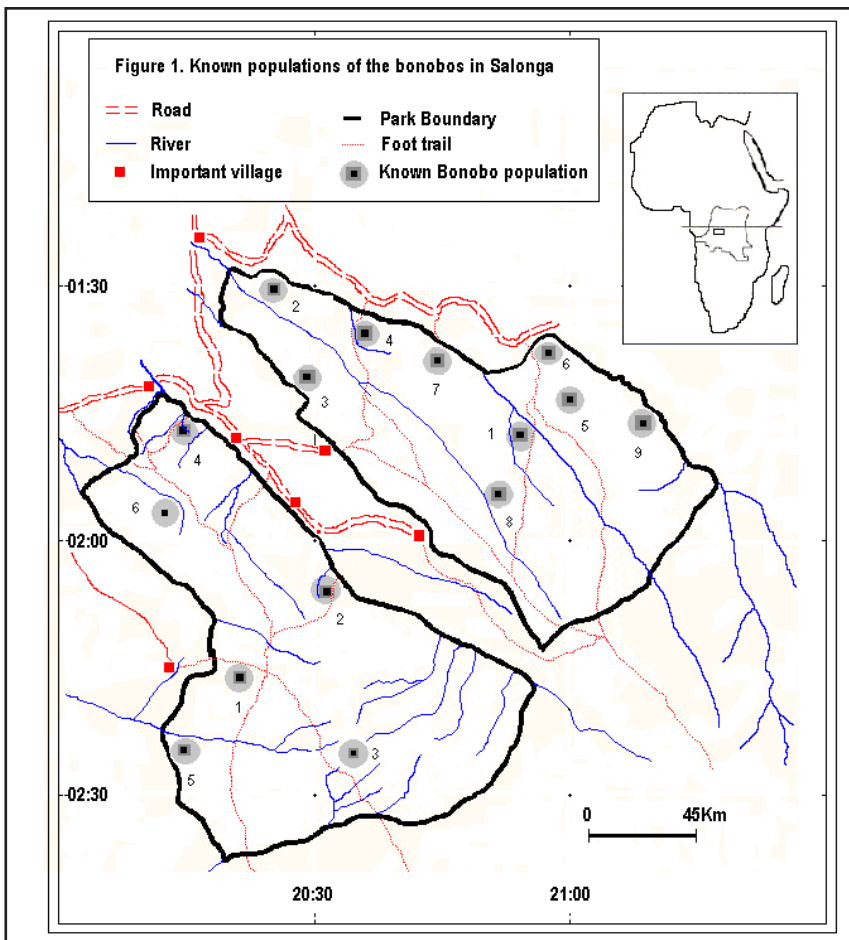 Figure 1. Known populations of the bonobos in Salonga
Road
Park Boundary
River
Foot trail
Important village
Known Bonobo population
01:30
2
4
7
6
3
5
9
1
4
8
6
02:00
2
1
3
5
02:30
0 45Km
20:30 21:00